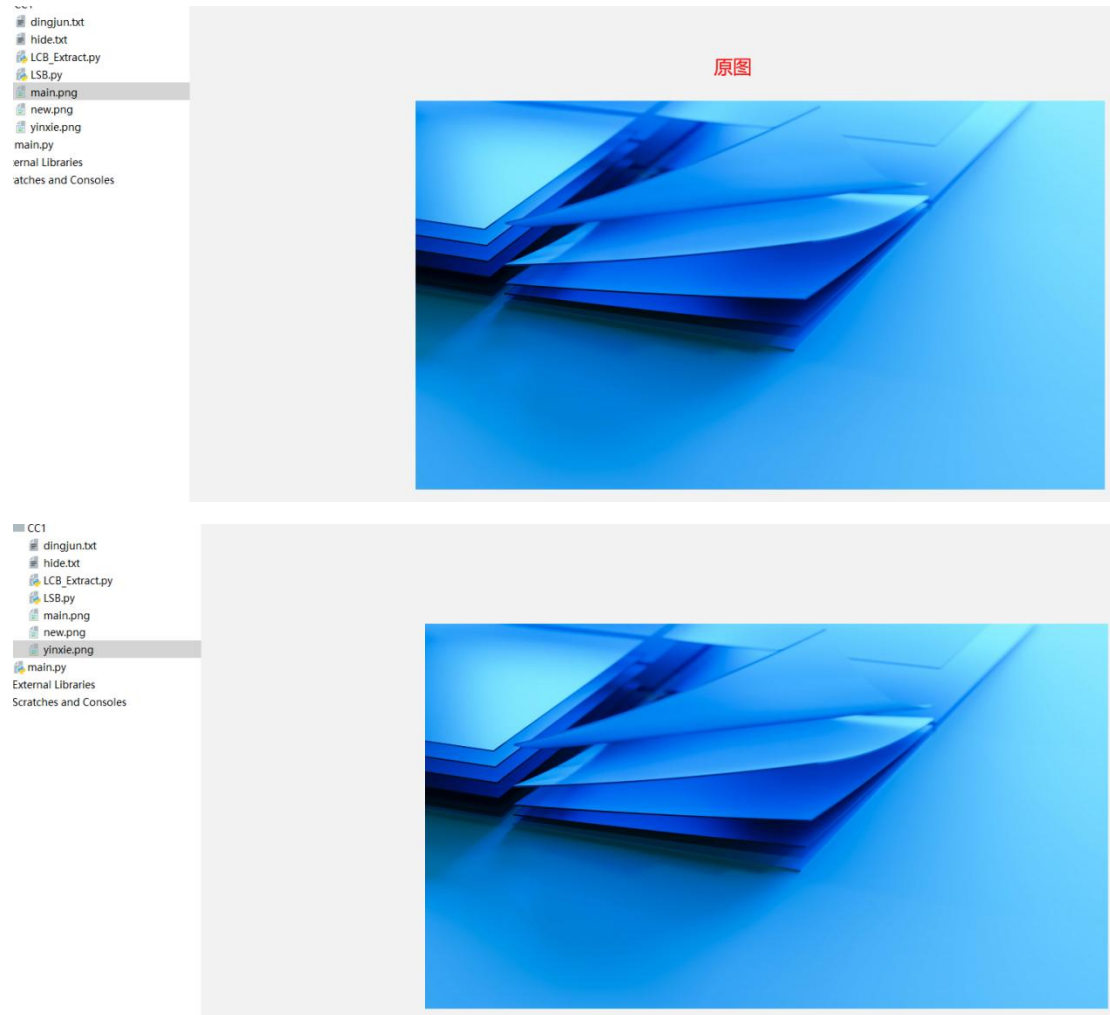 dingjun.txt
hide.txt
LCB_Extract.py
LSB.py
main.png
new.png
yinxie.png
main.py
ernal Libraries
atches and Consoles
原图
CC1
dingjun.txt
hide.txt
LCB_Extract.py
LSB.py
main.png
new.png
yinxie.png
main.py
External Libraries
Scratches and Consoles